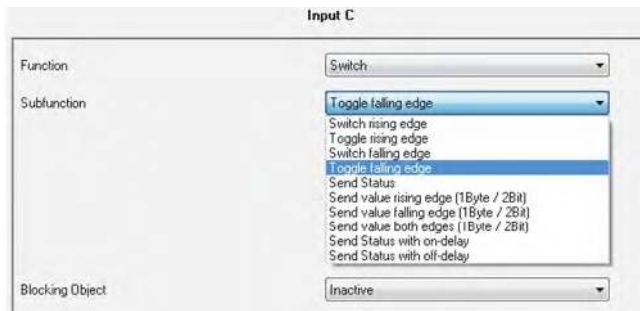 Input C
Function Switch
Subfunction Toggle falling edge
Switch rising edge
Toggle rising edge
Switch falling edge
Toggle falling edge
Send Status
Send value rising edge (1Byte / 2Bit)
Send value falling edge (1Byte / 2Bit)
Send value both edges (1Byte / 2Bit)
Send Status with on-delay
Send Status with off-delay
Blocking Object Inactive